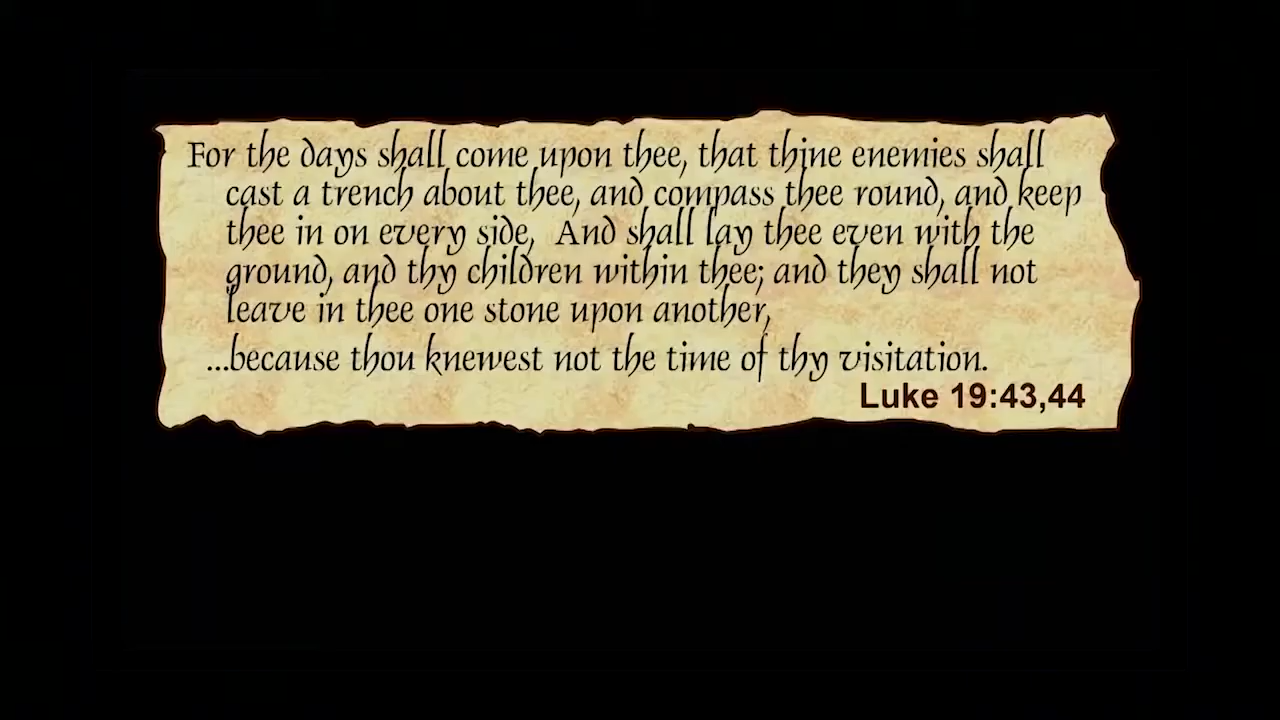 For the days shall come upon thee, that thine enemies shall
cast a trench about thee, and compass thee round, and keep
thee in on every side, And shall lay thee even with the
ground, and thy children within thee; and they shall not
leave in thee one stone upon another,
...because thou knewest not the time of thy visitation.
Luke 19:43,44